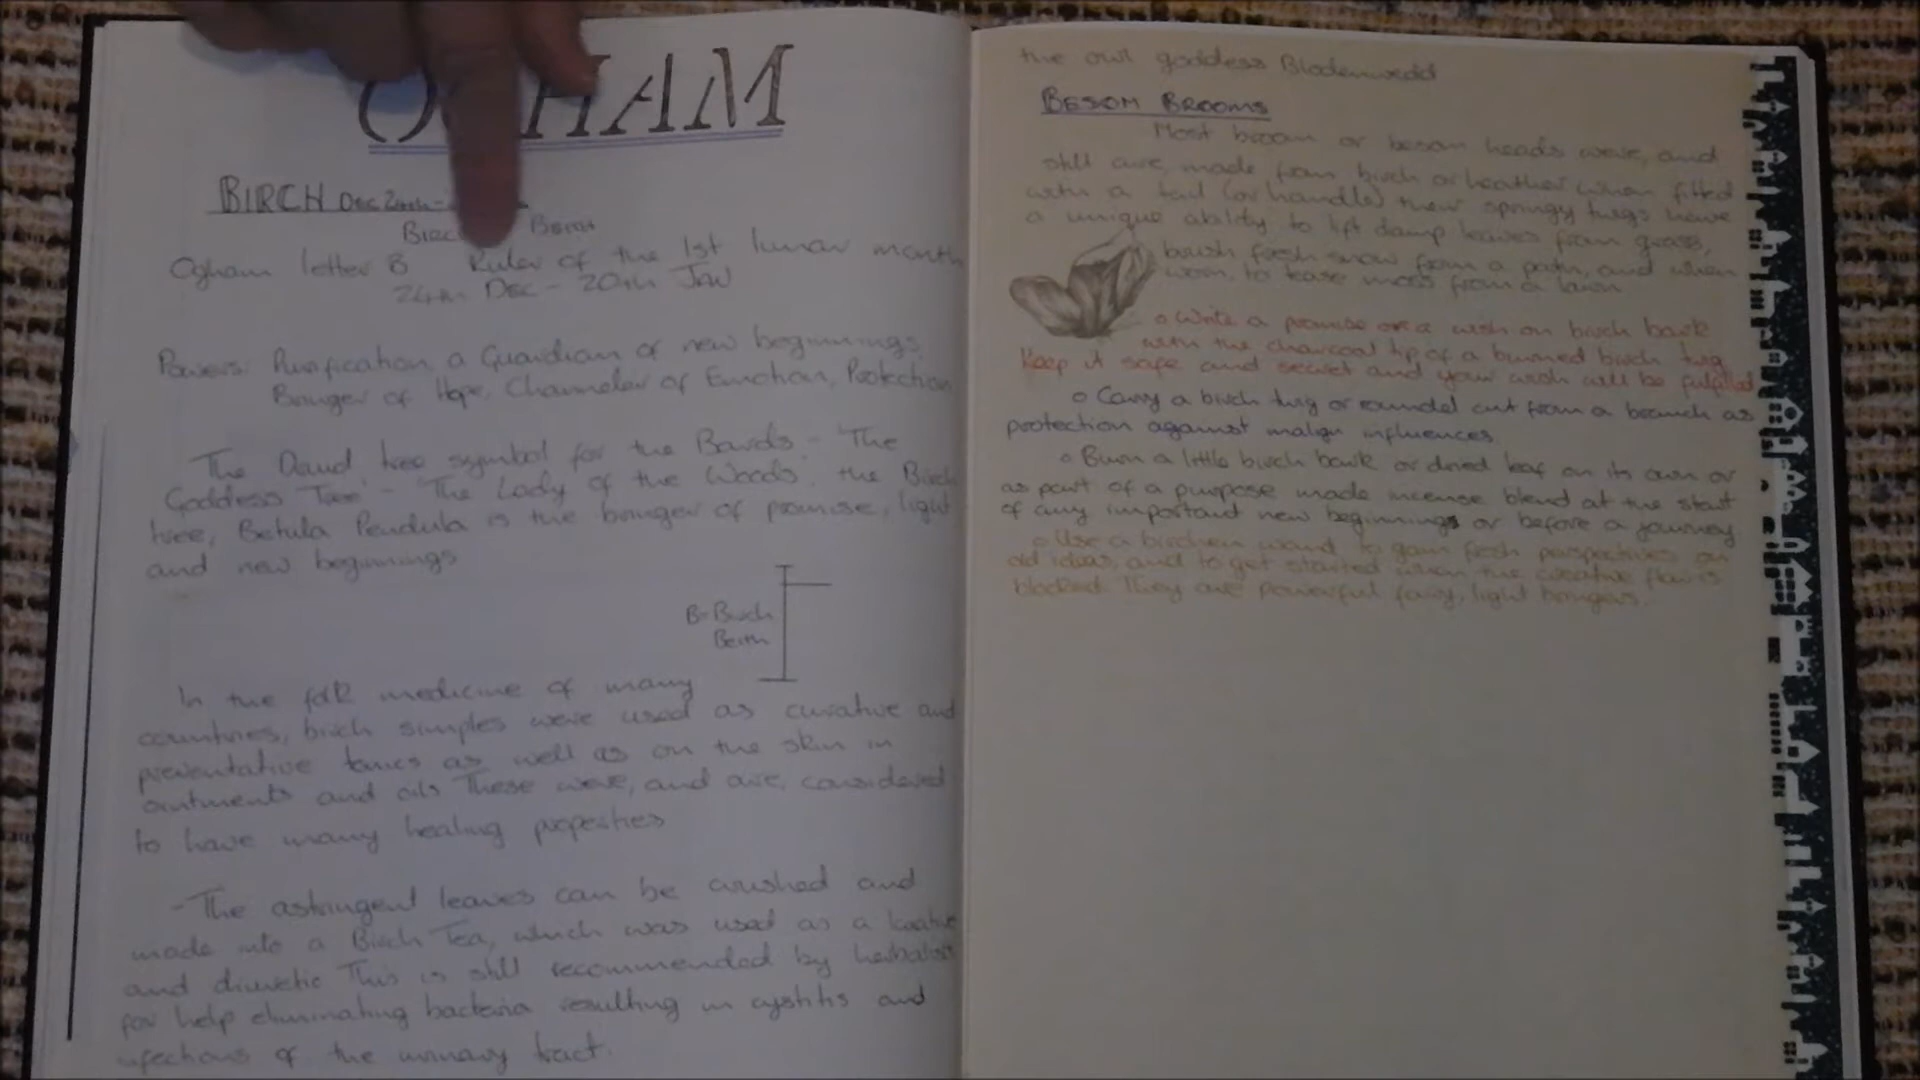 OGHAM
BIRCH Dec 24th -
Beith
Ogham letter B Ruler of the 1st lunar month
24th Dec - 20th Jan
Powers: Purification, a Guardian of new beginnings,
Bringer of Hope, Channeler of Emotion, Protection
The Druid tree symbol for the Bards - 'The
Goddess Tree' - 'The Lady of the Woods', the Birch
tree, Betula Pendula is the bringer of promise, light
and new beginnings
B-Birch
Beith
In the folk medicine of many
countries, birch simples were used as curative and
preventative tonics as well as on the skin in
ointments and oils These were, and are, considered
to have many healing properties
- The astringent leaves can be crushed and
made into a Birch Tea, which was used as a laxative
and diuretic This is still recommended by herbalists
for help eliminating bacteria resulting in cystitis and
infections of the urinary tract.
the owl goddess Blodeuwedd
BESOM BROOMS
Most broom or besom heads were, and
still are, made from birch or heather when fitted
with a tail (or handle) their springy twigs have
a unique ability to lift damp leaves from grass,
brush fresh snow from a path, and when
worn, to tease moss from a lawn
o Write a promise or a wish on birch bark
with the charcoal tip of a burned birch twig
Keep it safe and secret and your wish will be fulfilled
o Carry a birch twig or roundel cut from a branch as
protection against malign influences
o Burn a little birch bark or dried leaf on its own or
as part of a purpose made incense blend at the start
of any important new beginnings or before a journey
o Use a birchen wand to gain fresh perspectives on
old ideas, and to get started when the creative flow is
blocked They are powerful fairy, light bringers.